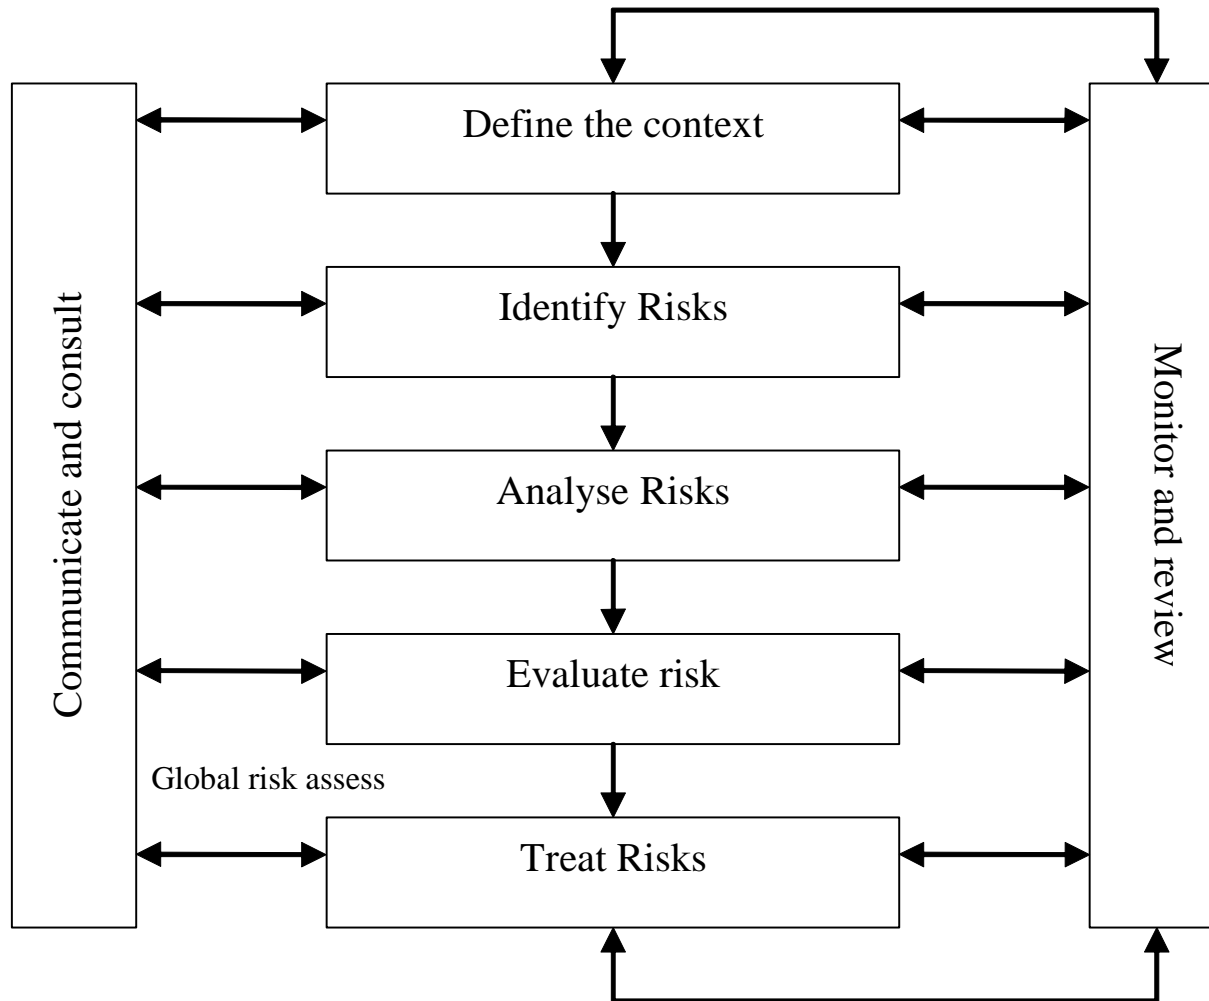 Define the context
Identify Risks
Analyse Risks
Evaluate risk
Global risk assess
Treat Risks
Communicate and consult
Monitor and review